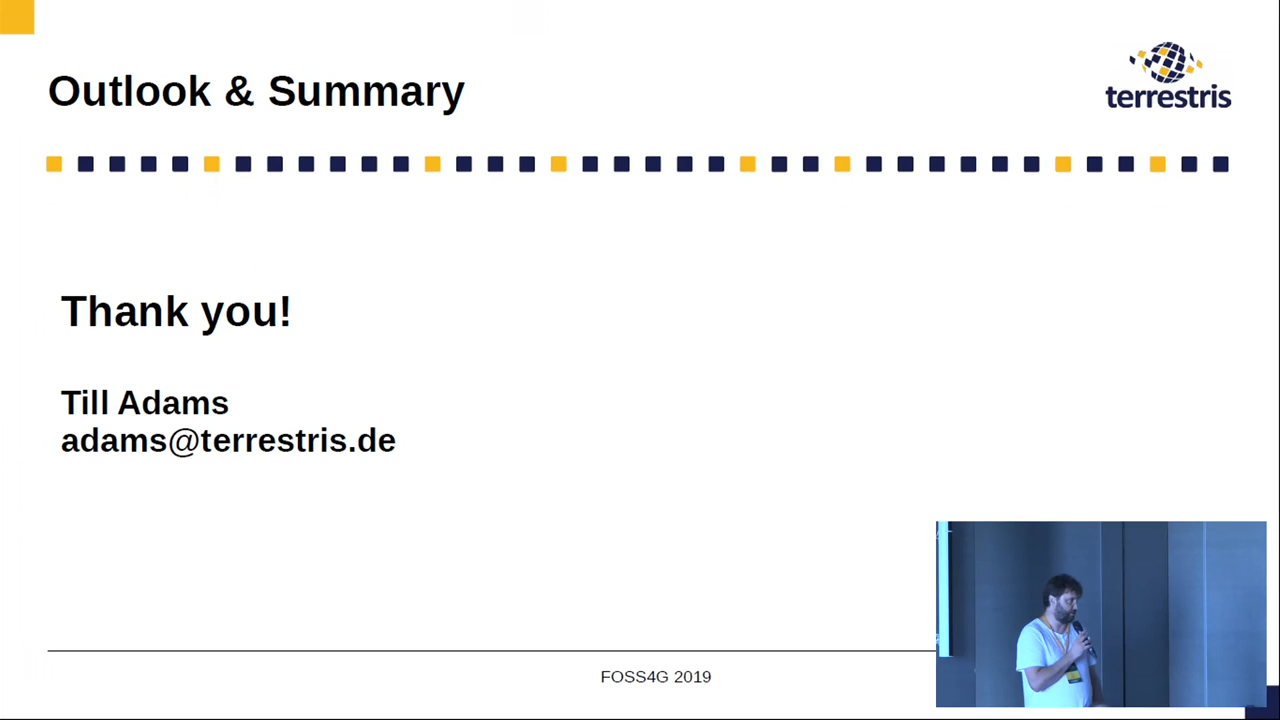 Outlook & Summary
terrestris
Thank you!
Till Adams
adams@terrestris.de
FOSS4G 2019